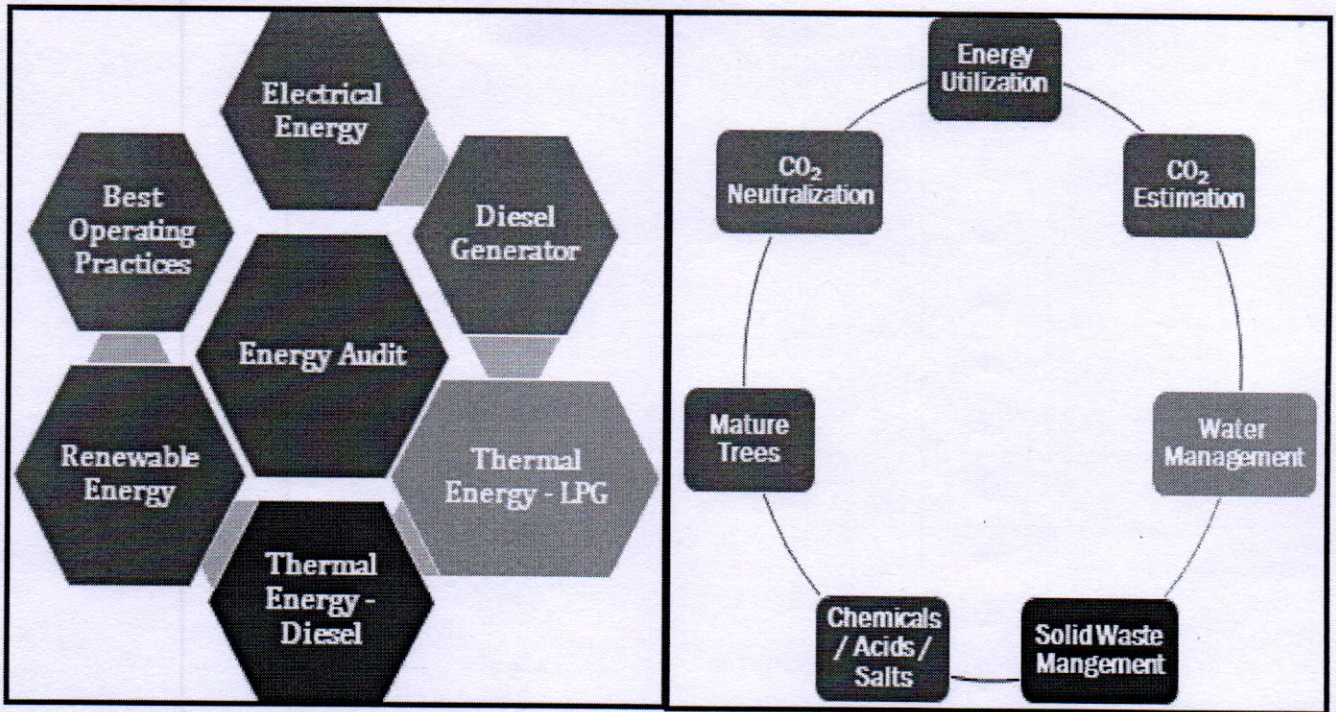 Electrical
Energy
Best
Operating
Practices
Diesel
Generator
Energy Audit
Renewable
Energy
Thermal
Energy - LPG
Thermal
Energy -
Diesel
Energy
Utilization
CO₂
Neutralization
CO₂
Estimation
Mature
Trees
Water
Management
Chemicals
/ Acids /
Salts
Solid Waste
Mangement